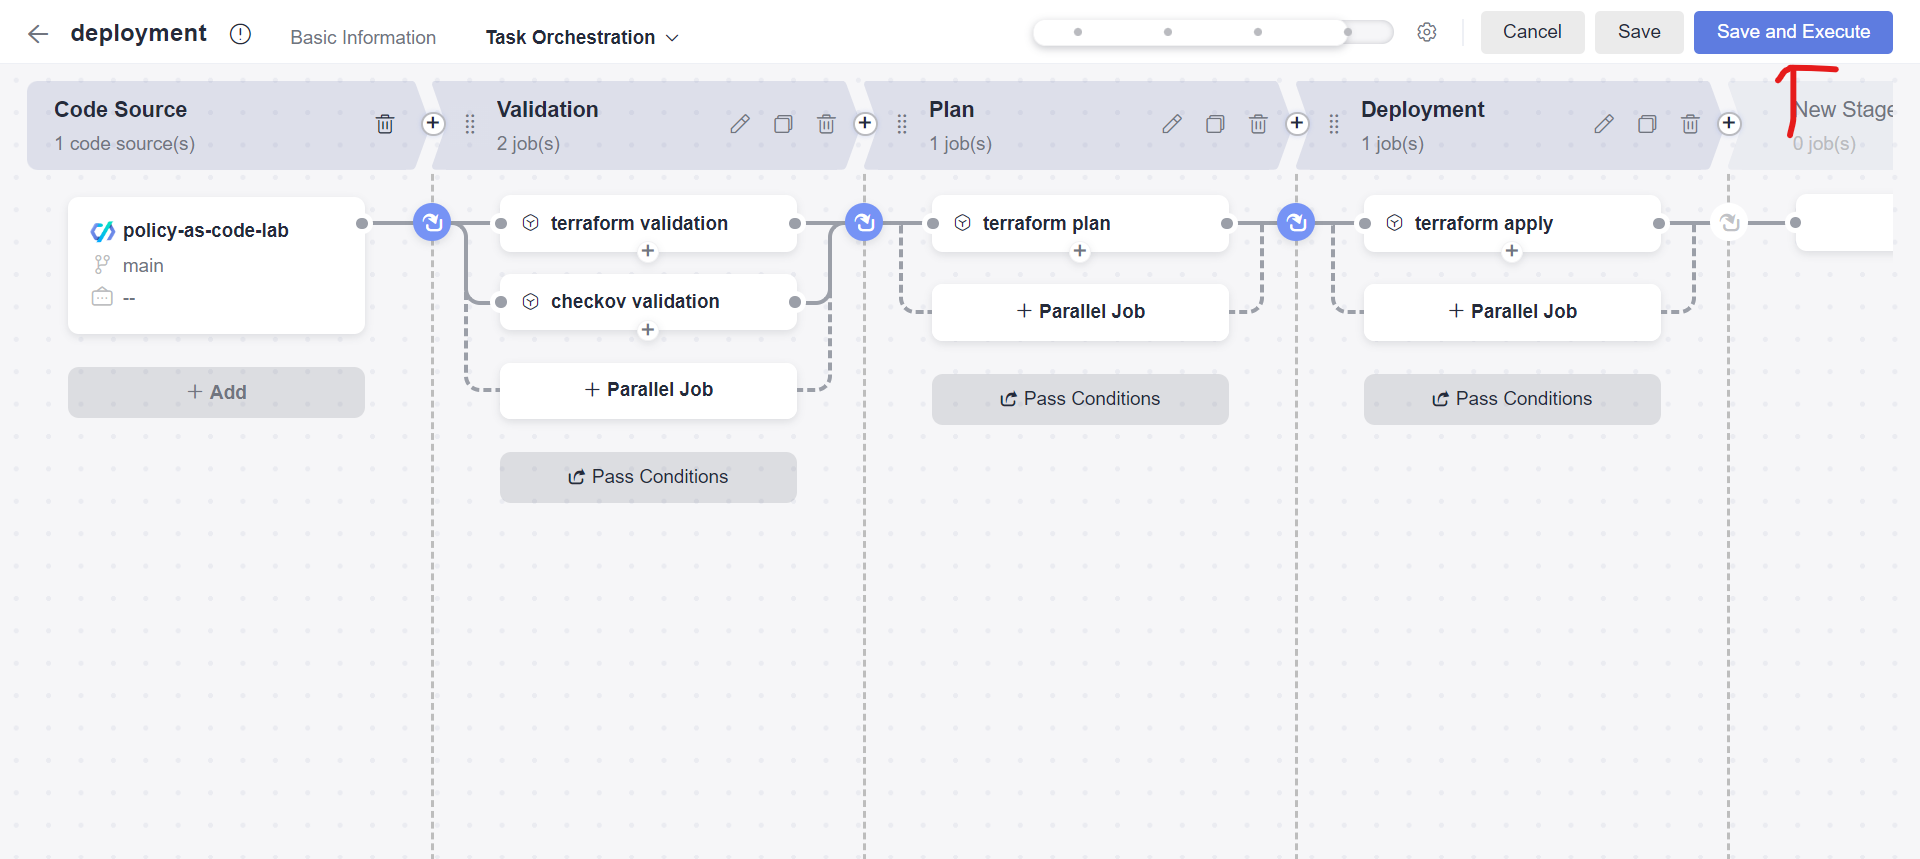 deployment
Basic Information
Task Orchestration
Cancel
Save
Save and Execute
Code Source
1 code source(s)
Validation
2 job(s)
Plan
1 job(s)
Deployment
1 job(s)
New Stage
0 job(s)
policy-as-code-lab
main
--
+ Add
terraform validation
checkov validation
+ Parallel Job
Pass Conditions
terraform plan
+ Parallel Job
Pass Conditions
terraform apply
+ Parallel Job
Pass Conditions